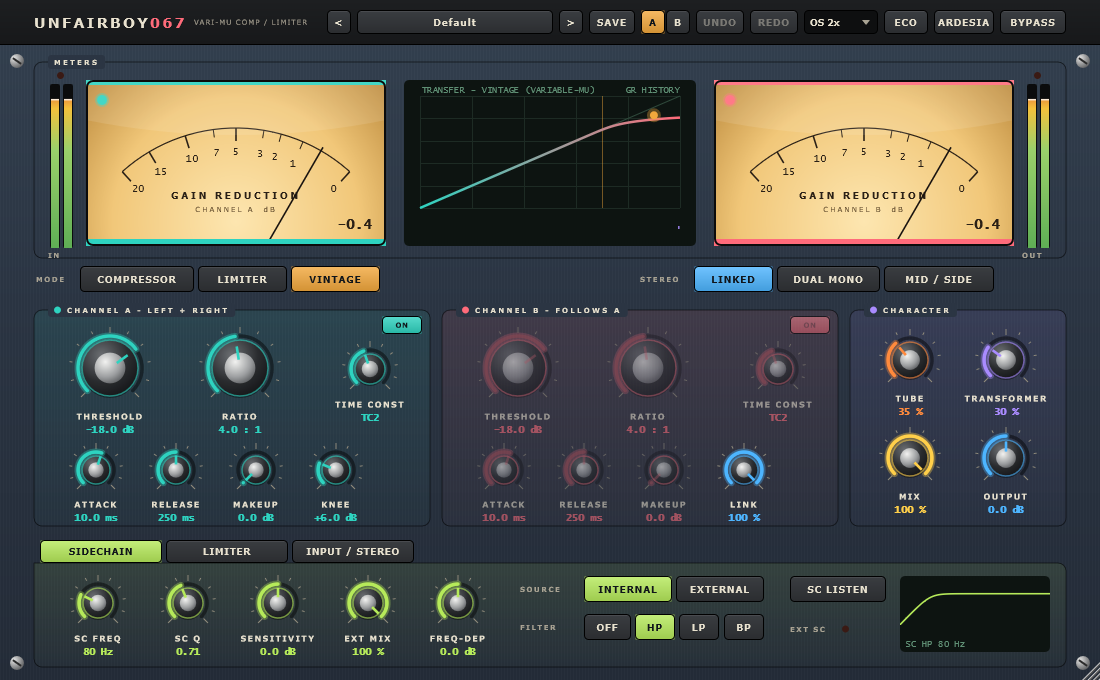 UNFAIRBOY067 VARI-MU COMP / LIMITER < Default > SAVE A B UNDO REDO OS 2x ECO ARDESIA BYPASS
METERS
TRANSFER - VINTAGE (VARIABLE-MU) GR HISTORY
20 15 10 7 5 3 2 1 0
GAIN REDUCTION
CHANNEL A dB
-0.4
20 15 10 7 5 3 2 1 0
GAIN REDUCTION
CHANNEL B dB
-0.4
IN OUT
MODE COMPRESSOR LIMITER VINTAGE STEREO LINKED DUAL MONO MID / SIDE
CHANNEL A - LEFT + RIGHT
ON
THRESHOLD RATIO TIME CONST
-18.0 dB 4.0 : 1 TC2
ATTACK RELEASE MAKEUP KNEE
10.0 ms 250 ms 0.0 dB +6.0 dB
CHANNEL B - FOLLOWS A
ON
THRESHOLD RATIO TIME CONST
-18.0 dB 4.0 : 1 TC2
ATTACK RELEASE MAKEUP LINK
10.0 ms 250 ms 0.0 dB 100 %
CHARACTER
TUBE TRANSFORMER
35 % 30 %
MIX OUTPUT
100 % 0.0 dB
SIDECHAIN LIMITER INPUT / STEREO
SC FREQ SC Q SENSITIVITY EXT MIX FREQ-DEP
80 Hz 0.71 0.0 dB 100 % 0.0 dB
SOURCE INTERNAL EXTERNAL SC LISTEN
FILTER OFF HP LP BP EXT SC
SC HP 80 Hz